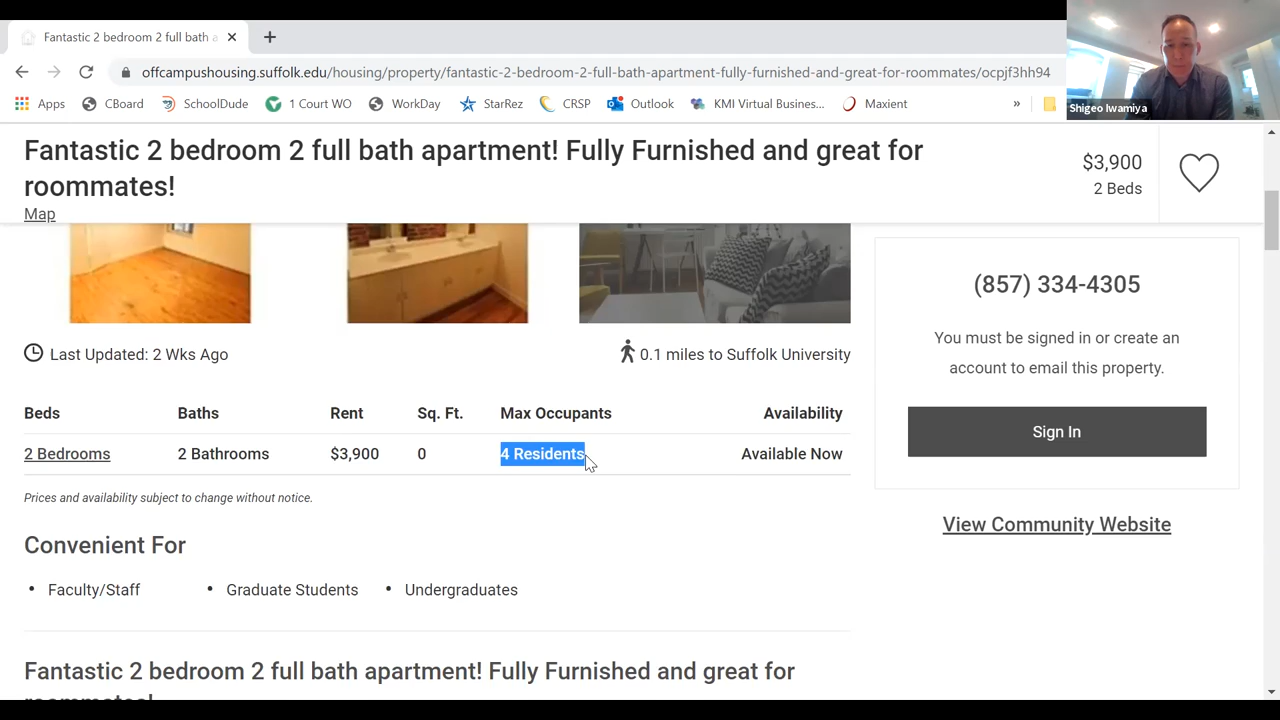 Fantastic 2 bedroom 2 full bath a
offcampushousing.suffolk.edu/housing/property/fantastic-2-bedroom-2-full-bath-apartment-fully-furnished-and-great-for-roommates/ocpjf3hh94
Apps CBoard SchoolDude 1 Court WO WorkDay StarRez CRSP Outlook KMI Virtual Busines... Maxient »
Shigeo Iwamiya
Fantastic 2 bedroom 2 full bath apartment! Fully Furnished and great for
roommates!
Map
$3,900
2 Beds
Last Updated: 2 Wks Ago
0.1 miles to Suffolk University
Beds Baths Rent Sq. Ft. Max Occupants Availability
2 Bedrooms 2 Bathrooms $3,900 0 4 Residents Available Now
Prices and availability subject to change without notice.
Convenient For
• Faculty/Staff • Graduate Students • Undergraduates
Fantastic 2 bedroom 2 full bath apartment! Fully Furnished and great for
roommates!
(857) 334-4305
You must be signed in or create an
account to email this property.
Sign In
View Community Website